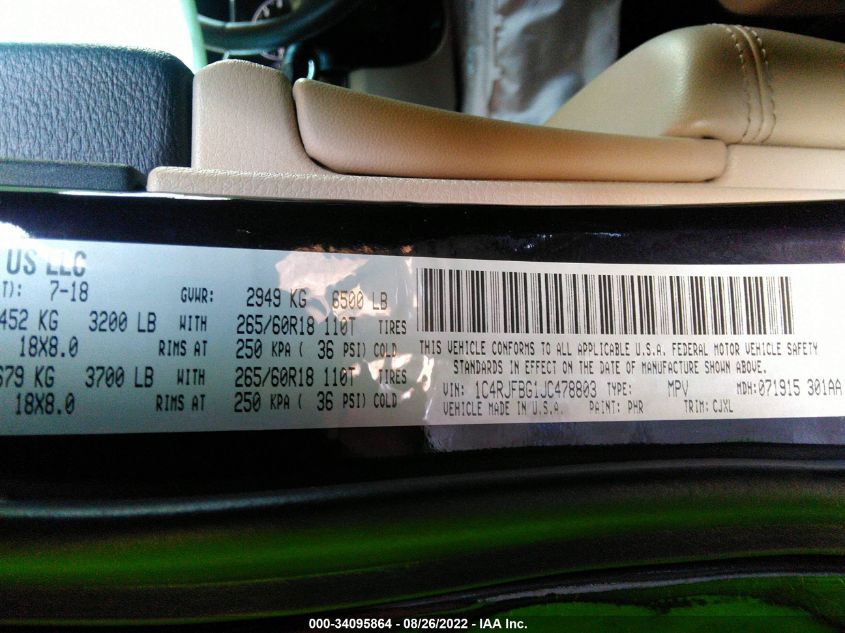 US LLC
T): 7-18 GVWR: 2949 KG 6500 LB
452 KG 3200 LB WITH 265/60R18 110T TIRES
18X8.0 RIMS AT 250 KPA ( 36 PSI) COLD
679 KG 3700 LB WITH 265/60R18 110T TIRES
18X8.0 RIMS AT 250 KPA ( 36 PSI) COLD
THIS VEHICLE CONFORMS TO ALL APPLICABLE U.S.A. FEDERAL MOTOR VEHICLE SAFETY
STANDARDS IN EFFECT ON THE DATE OF MANUFACTURE SHOWN ABOVE.
VIN: 1C4RJFBG1JC478803 TYPE: MPV MDH:071915 301AA
VEHICLE MADE IN U.S.A. PAINT: PHR TRIM: CJXL
000-34095864 - 08/26/2022 - IAA Inc.